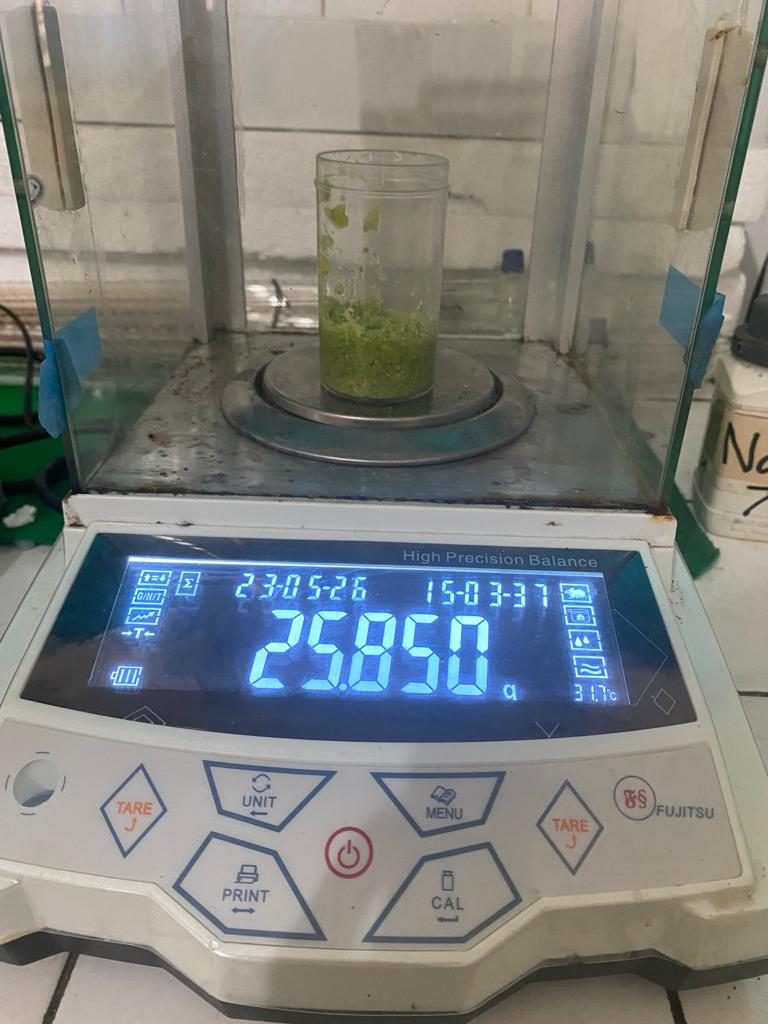 High Precision Balance
23-05-26 15-03-37
G/N/T
Σ
→T←
25.850 g
31.7°C
TARE
UNIT
MENU
TARE
FUJITSU
PRINT
CAL